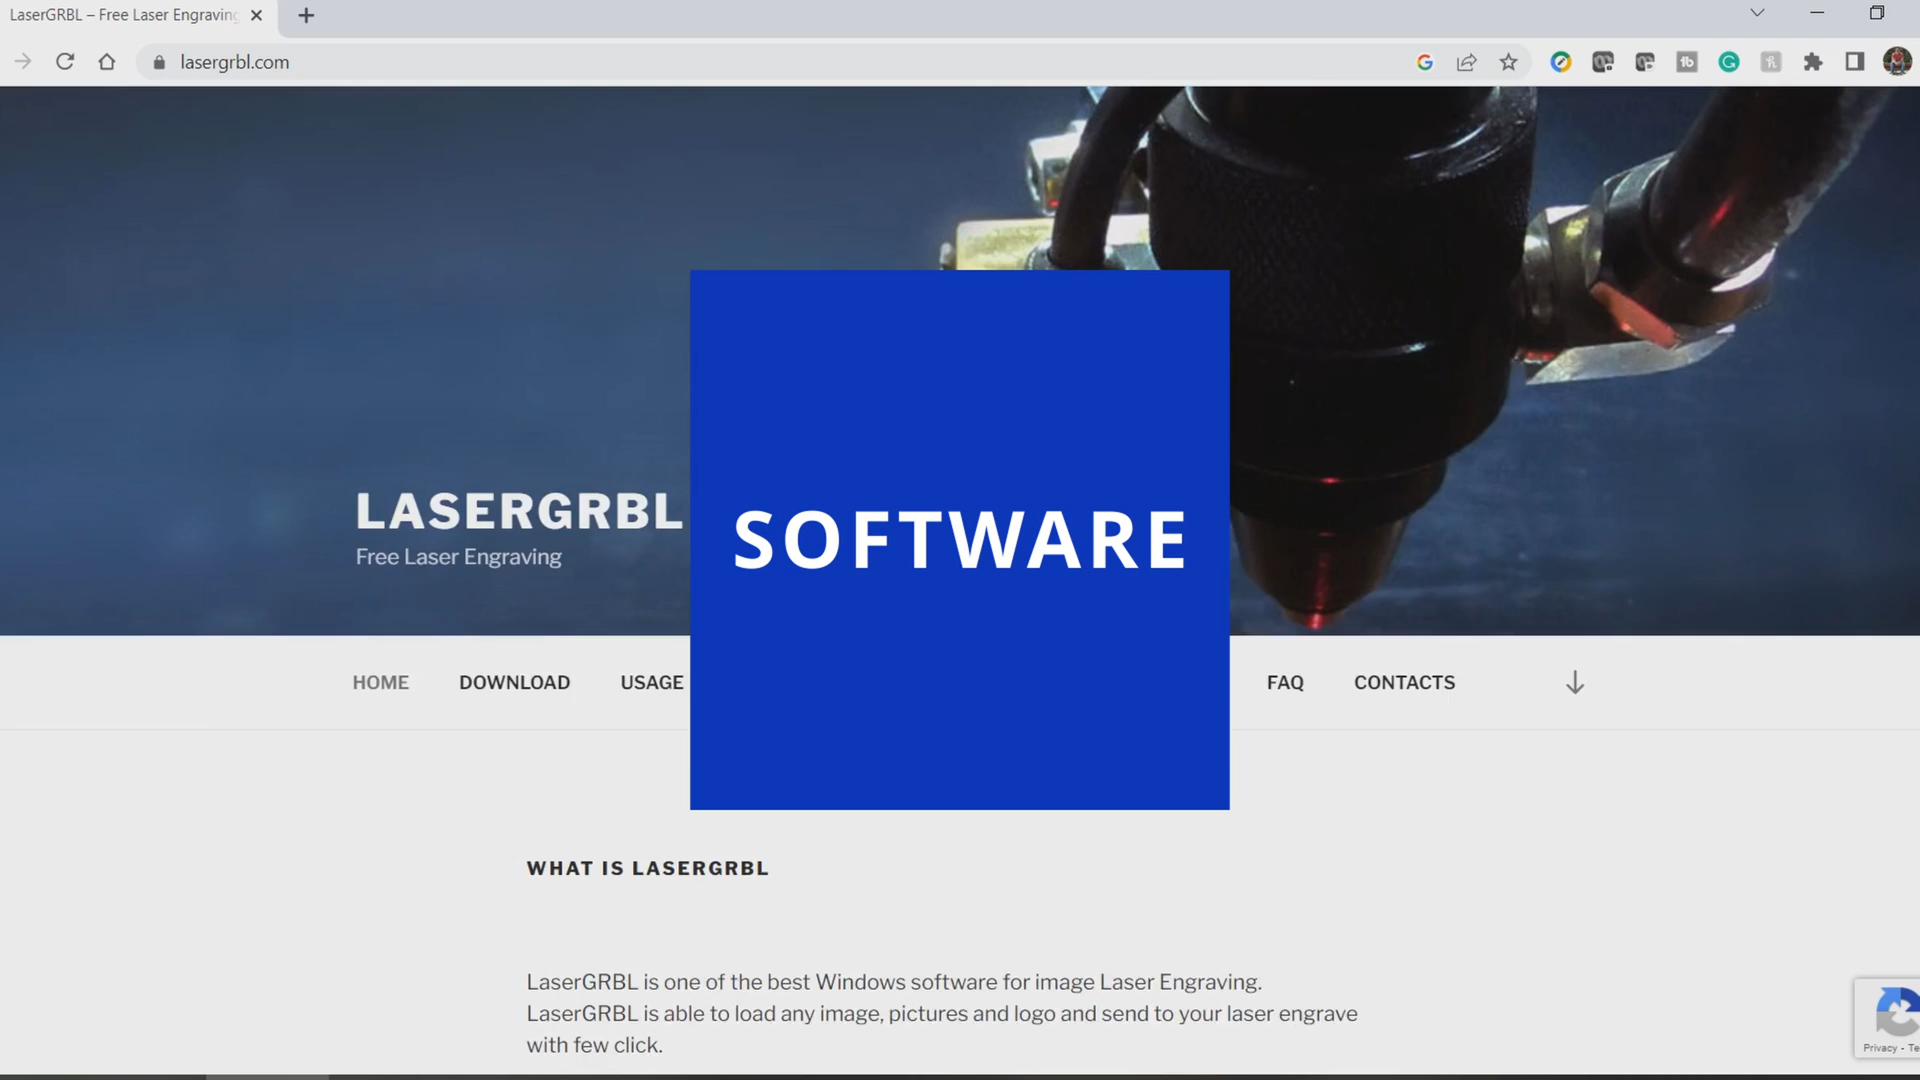 LaserGRBL – Free Laser Engraving
lasergrbl.com
LASERGRBL
Free Laser Engraving
SOFTWARE
HOME DOWNLOAD USAGE FAQ CONTACTS
WHAT IS LASERGRBL
LaserGRBL is one of the best Windows software for image Laser Engraving.
LaserGRBL is able to load any image, pictures and logo and send to your laser engrave
with few click.
Privacy - Te